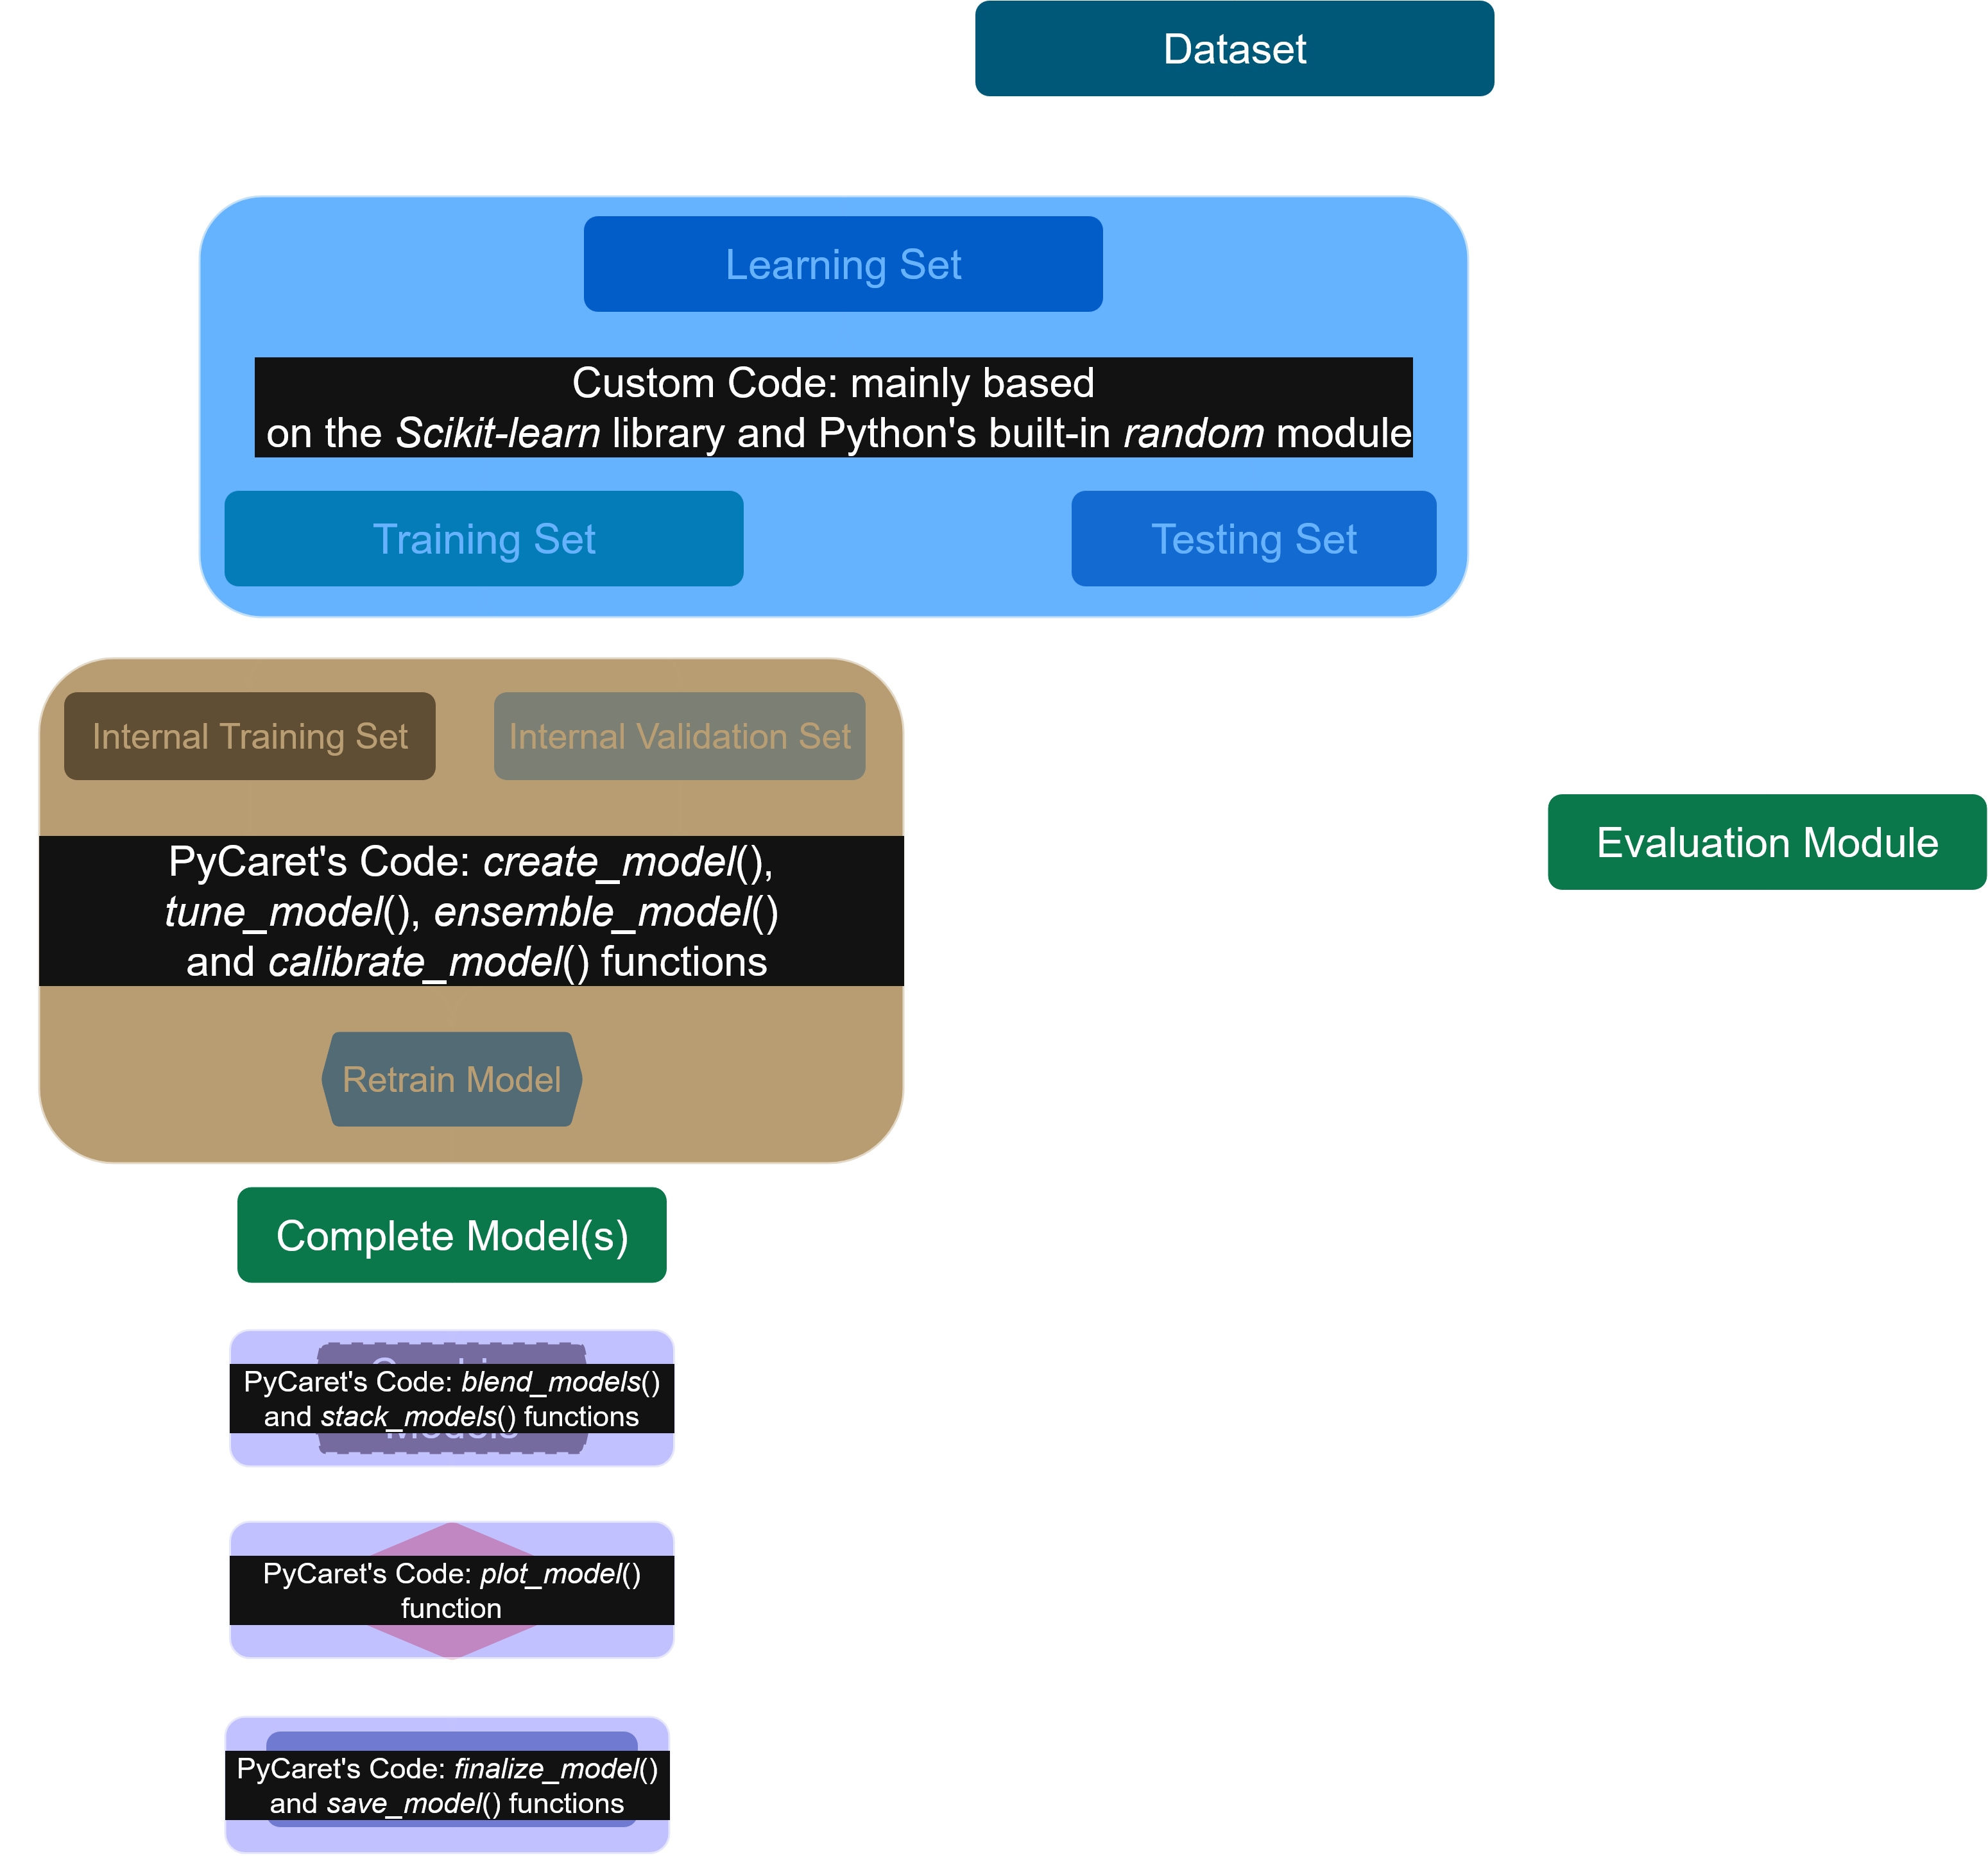 Dataset
Learning Set
Custom Code: mainly based
on the Scikit-learn library and Python's built-in random module
Training Set
Testing Set
Internal Training Set
Internal Validation Set
Evaluation Module
PyCaret's Code: create_model(),
tune_model(), ensemble_model()
and calibrate_model() functions
Retrain Model
Complete Model(s)
PyCaret's Code: blend_models()
and stack_models() functions
PyCaret's Code: plot_model()
function
PyCaret's Code: finalize_model()
and save_model() functions